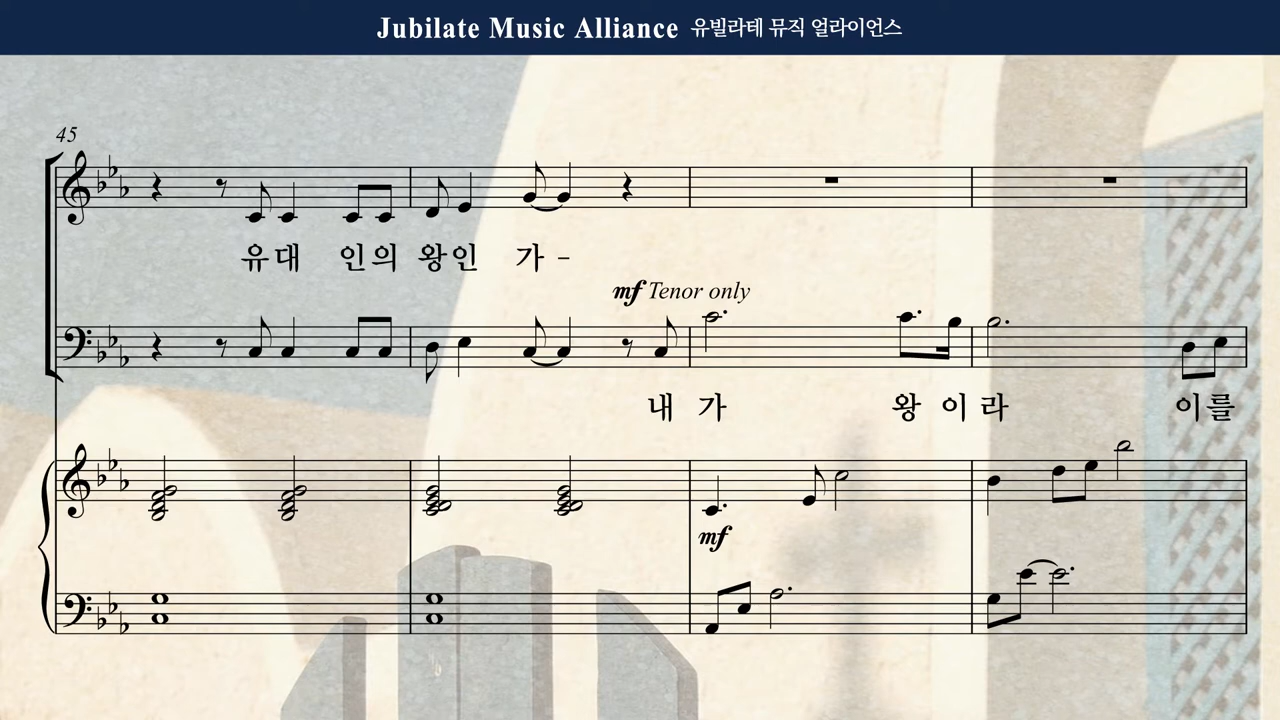 Jubilate Music Alliance 유빌라테 뮤직 얼라이언스
45
유대 인의 왕인 가-
mf Tenor only
내 가 왕 이 라 이를
mf